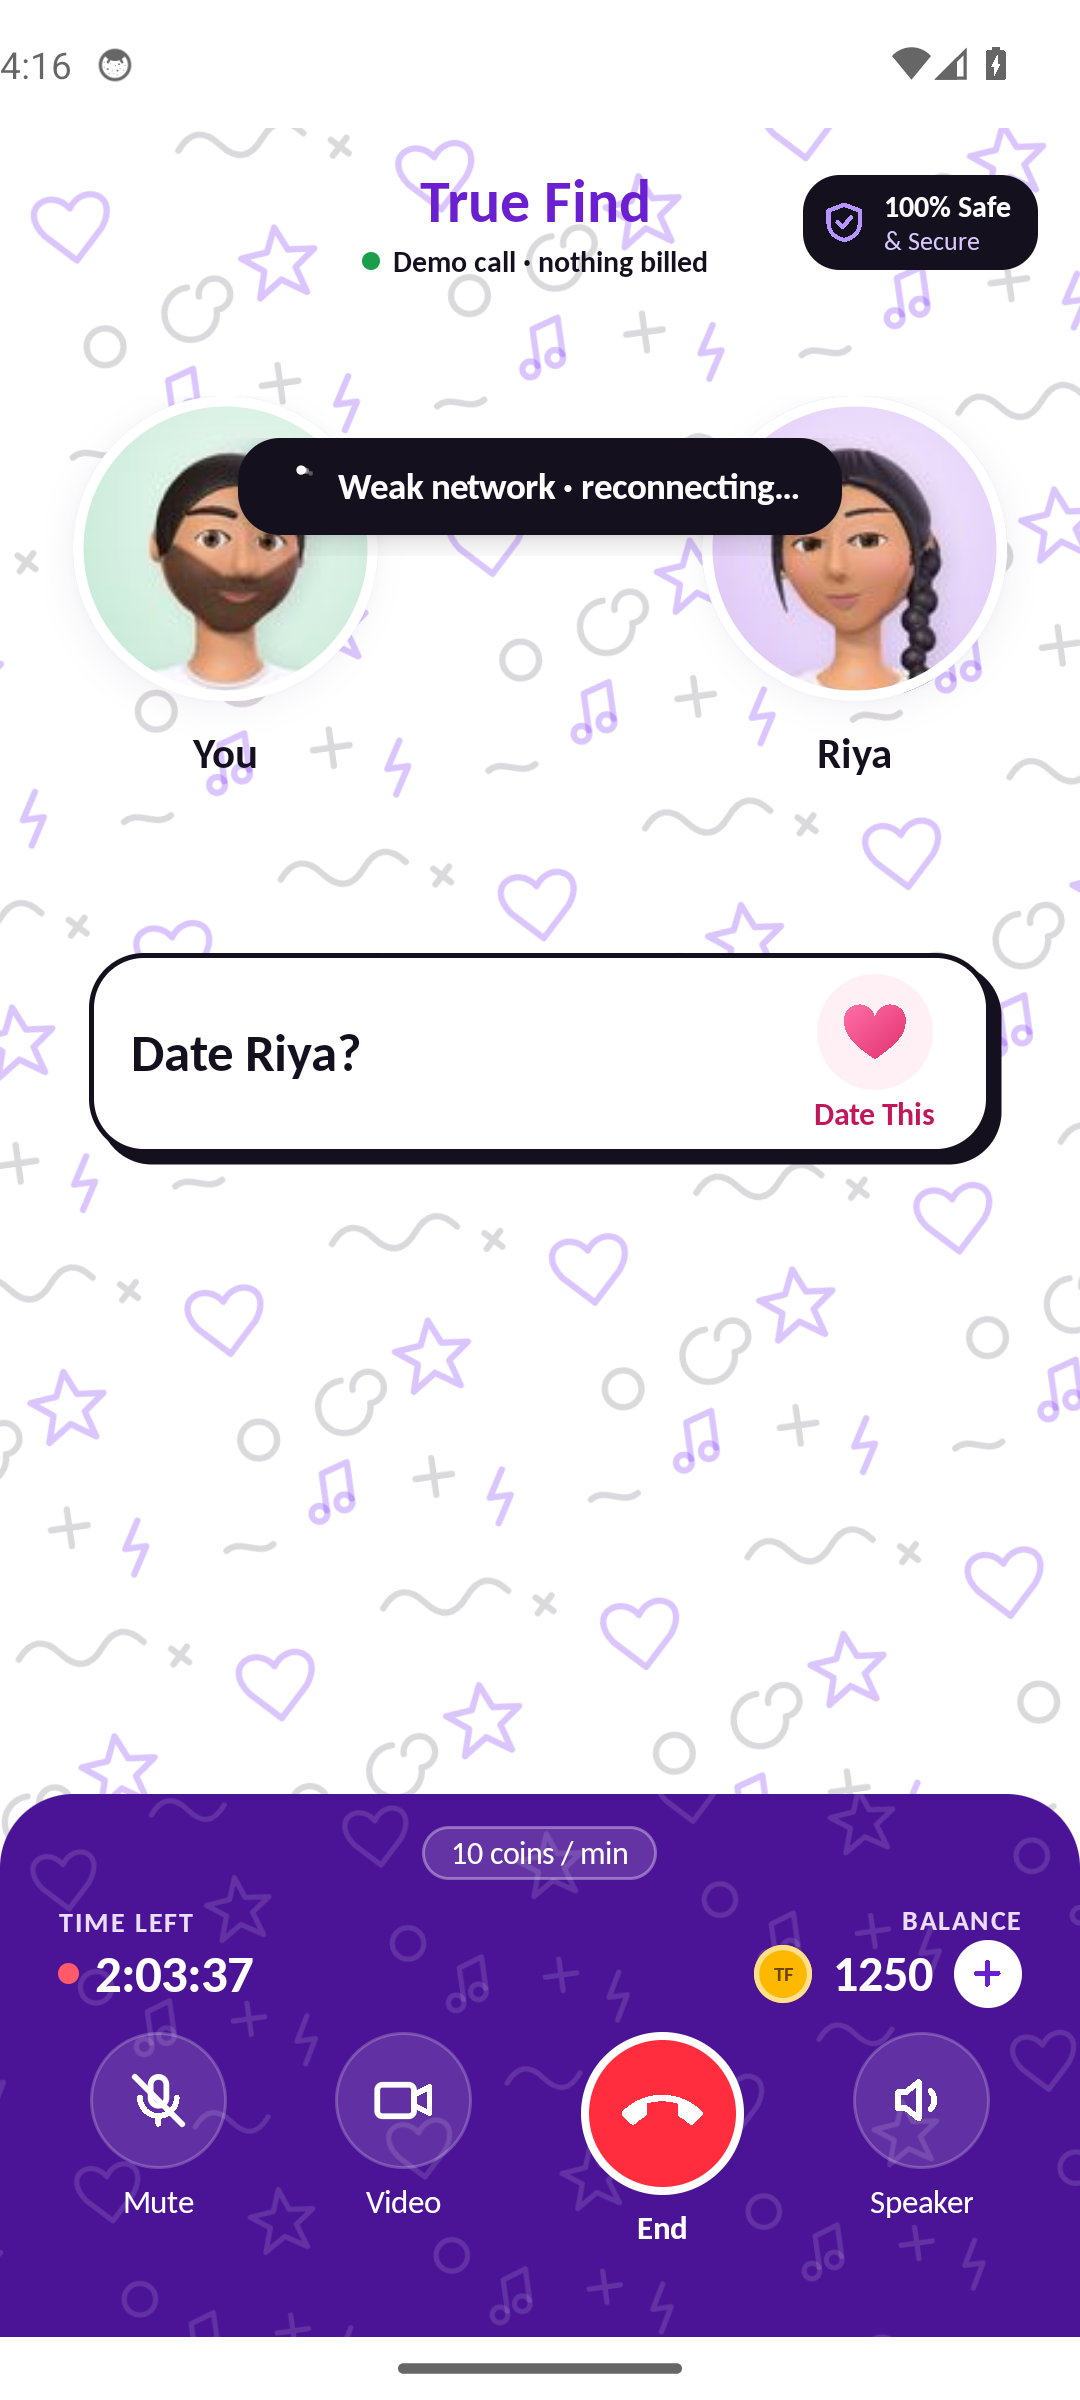 4:16
True Find
Demo call · nothing billed
100% Safe
& Secure
Weak network · reconnecting...
You
Riya
Date Riya?
Date This
10 coins / min
TIME LEFT
2:03:37
BALANCE
TF
1250
Mute
Video
End
Speaker